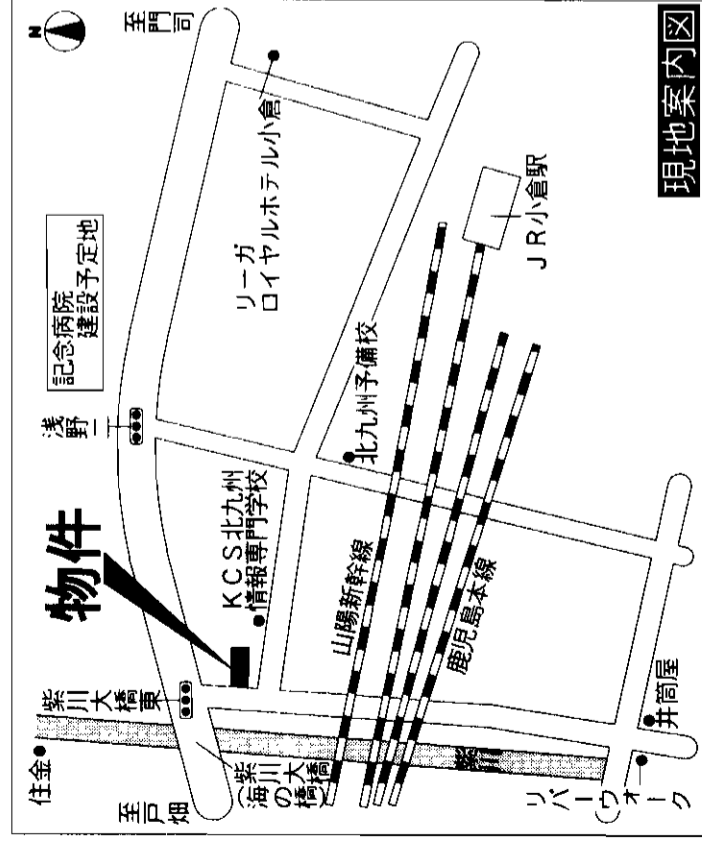 N
至門司
現地案内図
リーガ
ロイヤルホテル小倉
記念病院
建設予定地
JR小倉駅
浅野一
北九州予備校
物件
KCS北九州
情報専門学校
山陽新幹線
鹿児島本線
紫川大橋東
住金
紫川大橋
(海の橋)
紫川
井筒屋
至戸畑
リバーウォーク